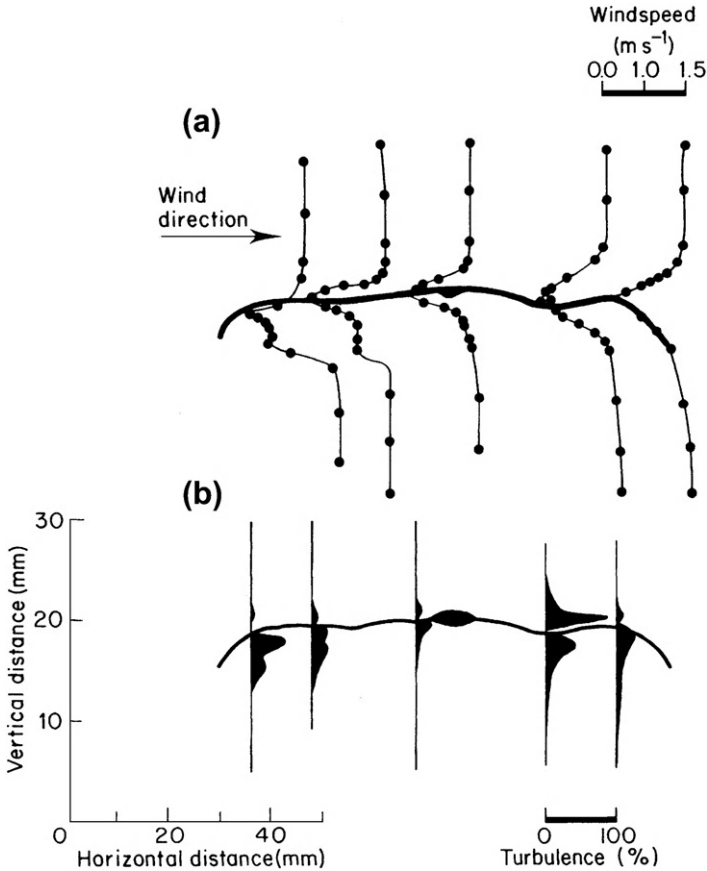 Windspeed
(m s⁻¹)
0.0 1.0 1.5
(a)
Wind
direction
(b)
30
20
10
Vertical distance (mm)
0 20 40
Horizontal distance(mm)
0 100
Turbulence (%)